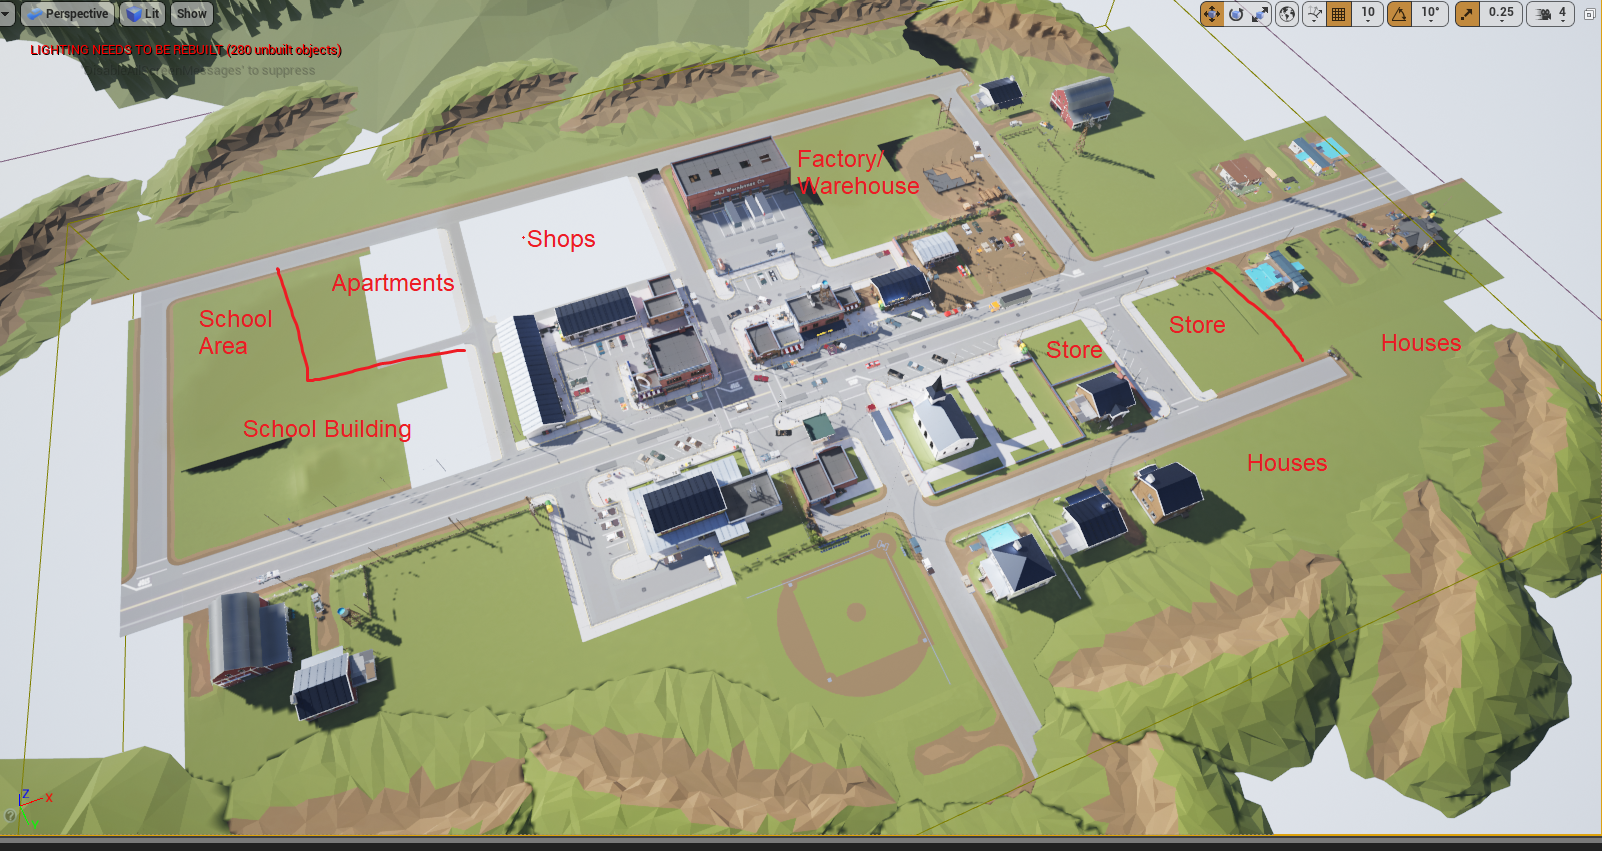 Perspective
Lit
Show
10
10°
0.25
4
LIGHTING NEEDS TO BE REBUILT (280 unbuilt objects)
to suppress
Factory/
Warehouse
Shops
Apartments
School
Area
Store
Store
Houses
School Building
Houses
Z
X
Y
?